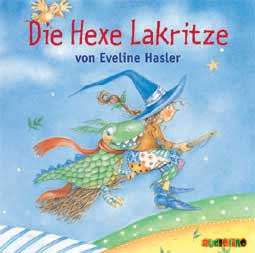 Die Hexe Lakritze
von Eveline Hasler
audiolino